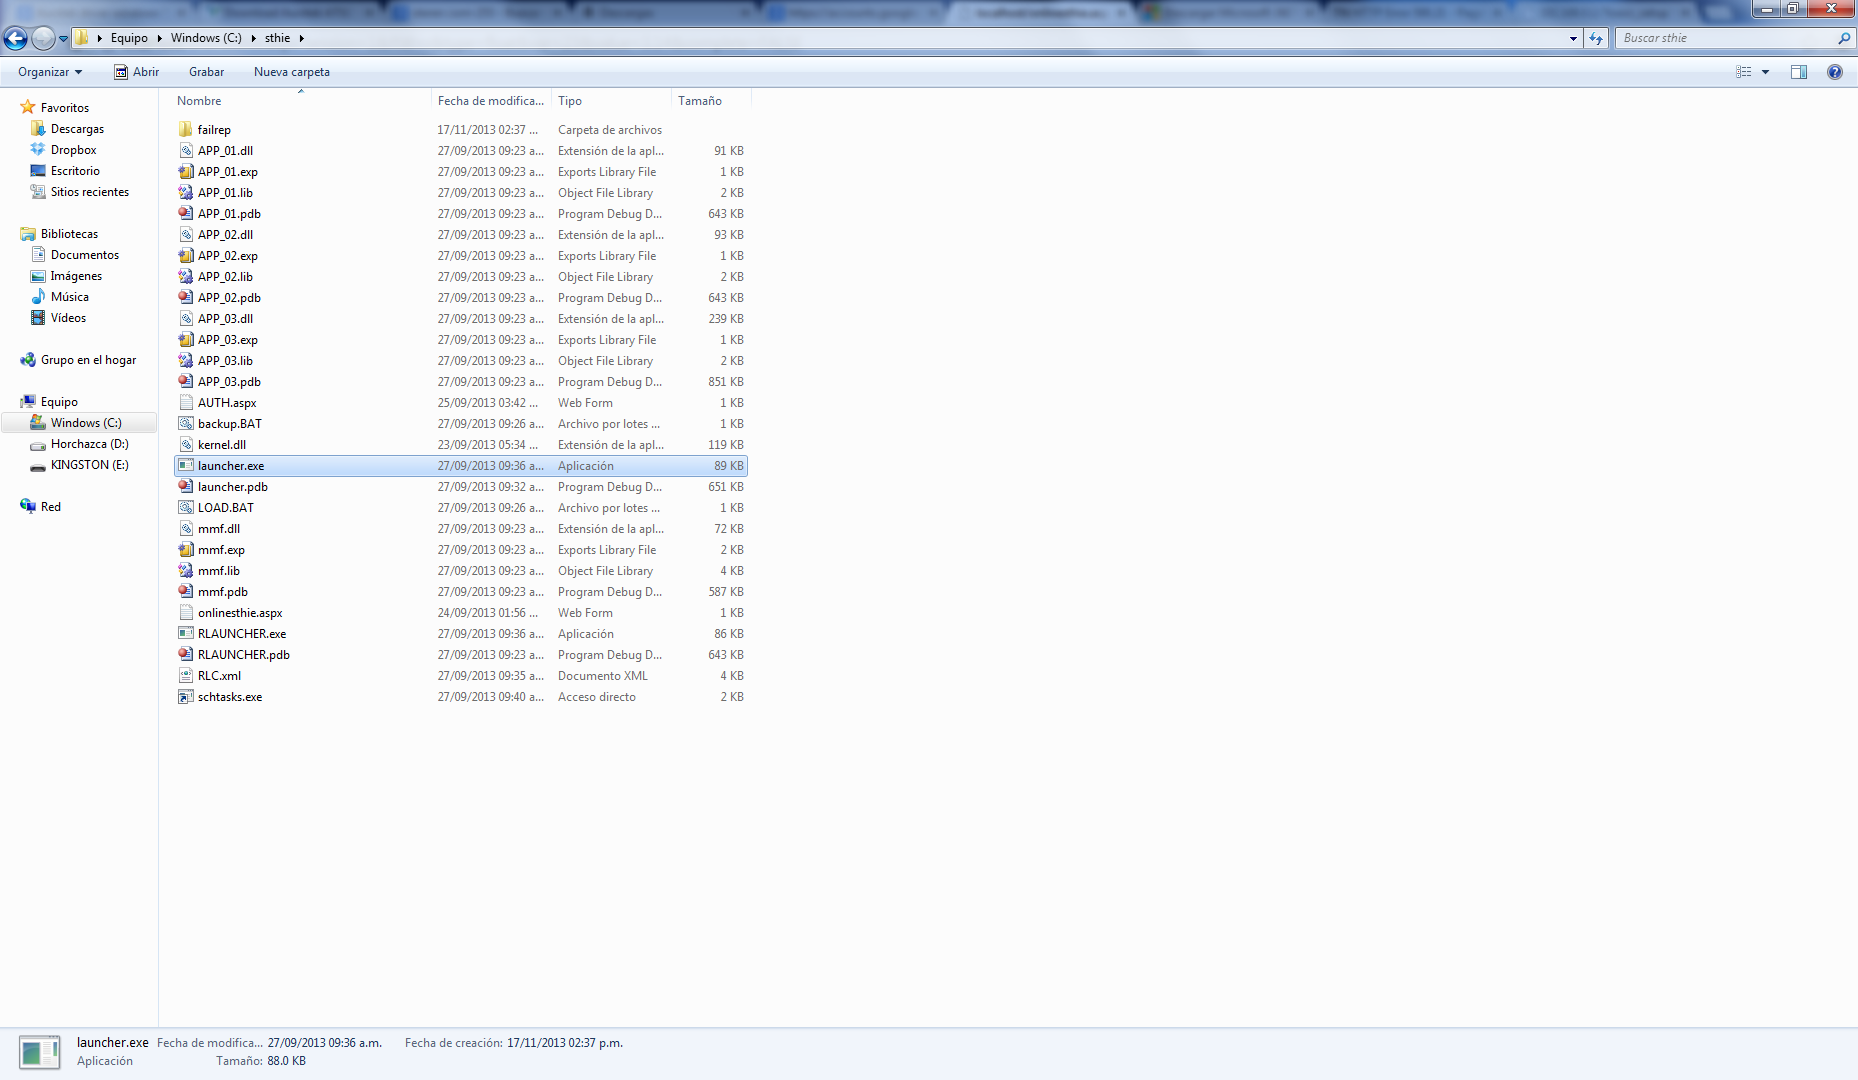 Equipo Windows (C:) sthie
Buscar sthie
Organizar Abrir Grabar Nueva carpeta
Nombre Fecha de modifica... Tipo Tamaño
Favoritos
Descargas
Dropbox
Escritorio
Sitios recientes
Bibliotecas
Documentos
Imágenes
Música
Vídeos
Grupo en el hogar
Equipo
Windows (C:)
Horchazca (D:)
KINGSTON (E:)
Red
failrep 17/11/2013 02:37 ... Carpeta de archivos
APP_01.dll 27/09/2013 09:23 a... Extensión de la apl... 91 KB
APP_01.exp 27/09/2013 09:23 a... Exports Library File 1 KB
APP_01.lib 27/09/2013 09:23 a... Object File Library 2 KB
APP_01.pdb 27/09/2013 09:23 a... Program Debug D... 643 KB
APP_02.dll 27/09/2013 09:23 a... Extensión de la apl... 93 KB
APP_02.exp 27/09/2013 09:23 a... Exports Library File 1 KB
APP_02.lib 27/09/2013 09:23 a... Object File Library 2 KB
APP_02.pdb 27/09/2013 09:23 a... Program Debug D... 643 KB
APP_03.dll 27/09/2013 09:23 a... Extensión de la apl... 239 KB
APP_03.exp 27/09/2013 09:23 a... Exports Library File 1 KB
APP_03.lib 27/09/2013 09:23 a... Object File Library 2 KB
APP_03.pdb 27/09/2013 09:23 a... Program Debug D... 851 KB
AUTH.aspx 25/09/2013 03:42 ... Web Form 1 KB
backup.BAT 27/09/2013 09:26 a... Archivo por lotes ... 1 KB
kernel.dll 23/09/2013 05:34 ... Extensión de la apl... 119 KB
launcher.exe 27/09/2013 09:36 a... Aplicación 89 KB
launcher.pdb 27/09/2013 09:32 a... Program Debug D... 651 KB
LOAD.BAT 27/09/2013 09:26 a... Archivo por lotes ... 1 KB
mmf.dll 27/09/2013 09:23 a... Extensión de la apl... 72 KB
mmf.exp 27/09/2013 09:23 a... Exports Library File 2 KB
mmf.lib 27/09/2013 09:23 a... Object File Library 4 KB
mmf.pdb 27/09/2013 09:23 a... Program Debug D... 587 KB
onlinesthie.aspx 24/09/2013 01:56 ... Web Form 1 KB
RLAUNCHER.exe 27/09/2013 09:36 a... Aplicación 86 KB
RLAUNCHER.pdb 27/09/2013 09:23 a... Program Debug D... 643 KB
RLC.xml 27/09/2013 09:35 a... Documento XML 4 KB
schtasks.exe 27/09/2013 09:40 a... Acceso directo 2 KB
launcher.exe Fecha de modifica... 27/09/2013 09:36 a.m. Fecha de creación: 17/11/2013 02:37 p.m.
Aplicación Tamaño: 88.0 KB